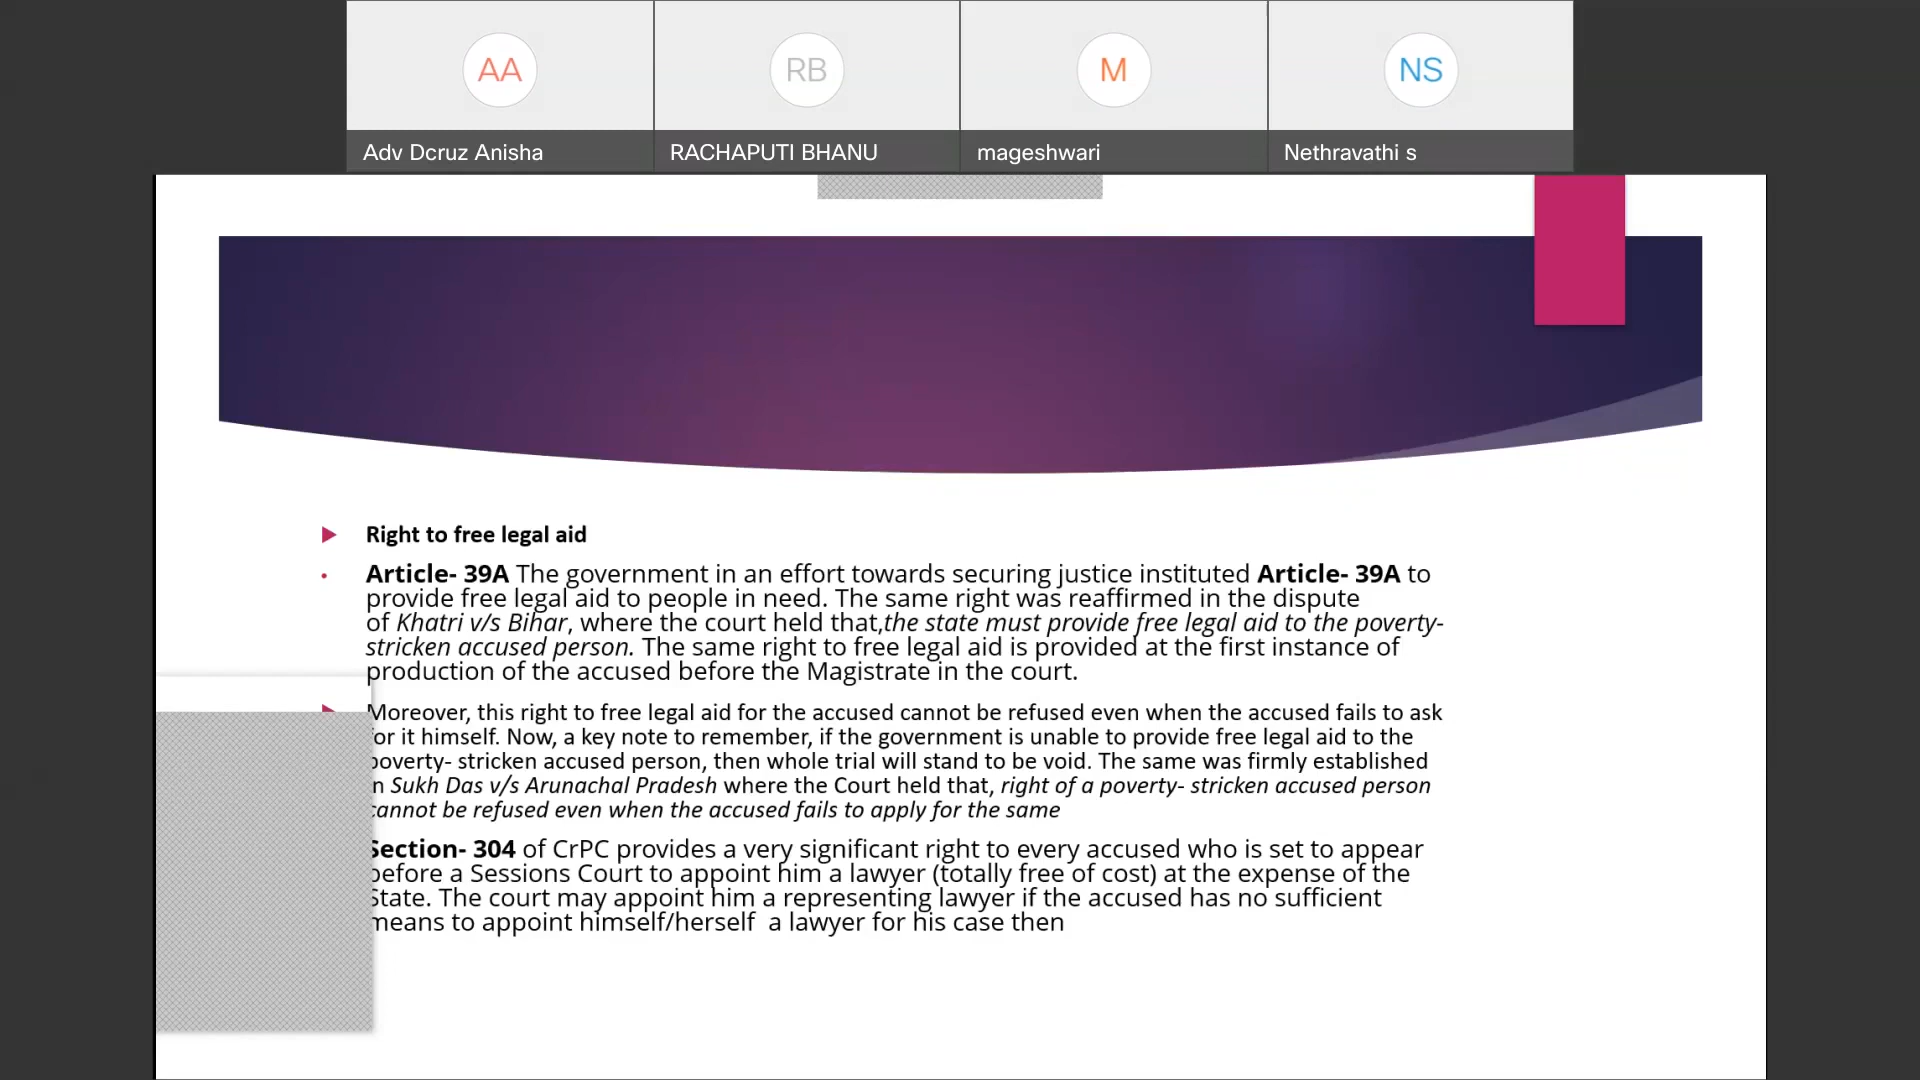 AA
RB
M
NS
Adv Dcruz Anisha
RACHAPUTI BHANU
mageshwari
Nethravathi s
Right to free legal aid
Article- 39A The government in an effort towards securing justice instituted Article- 39A to
provide free legal aid to people in need. The same right was reaffirmed in the dispute
of Khatri v/s Bihar, where the court held that,the state must provide free legal aid to the poverty-
stricken accused person. The same right to free legal aid is provided at the first instance of
production of the accused before the Magistrate in the court.
Moreover, this right to free legal aid for the accused cannot be refused even when the accused fails to ask
for it himself. Now, a key note to remember, if the government is unable to provide free legal aid to the
poverty- stricken accused person, then whole trial will stand to be void. The same was firmly established
in Sukh Das v/s Arunachal Pradesh where the Court held that, right of a poverty- stricken accused person
cannot be refused even when the accused fails to apply for the same
Section- 304 of CrPC provides a very significant right to every accused who is set to appear
before a Sessions Court to appoint him a lawyer (totally free of cost) at the expense of the
State. The court may appoint him a representing lawyer if the accused has no sufficient
means to appoint himself/herself  a lawyer for his case then